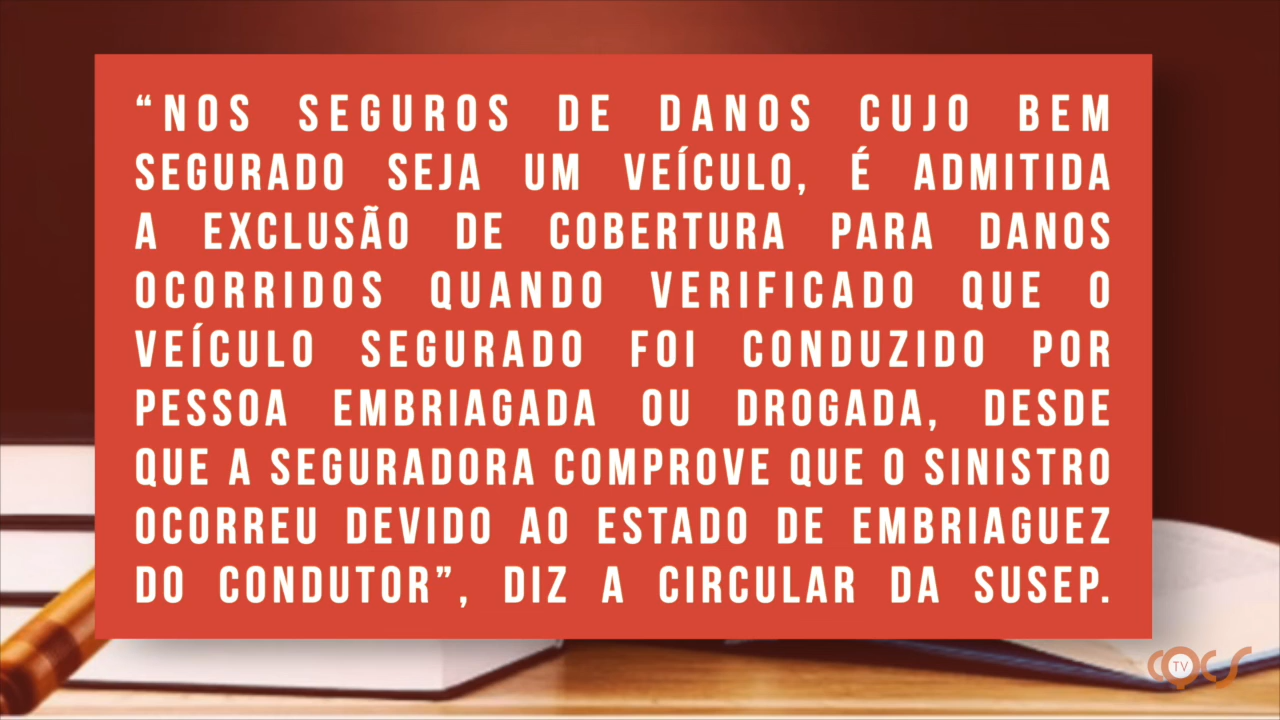 “NOS SEGUROS DE DANOS CUJO BEM
SEGURADO SEJA UM VEÍCULO, É ADMITIDA
A EXCLUSÃO DE COBERTURA PARA DANOS
OCORRIDOS QUANDO VERIFICADO QUE O
VEÍCULO SEGURADO FOI CONDUZIDO POR
PESSOA EMBRIAGADA OU DROGADA, DESDE
QUE A SEGURADORA COMPROVE QUE O SINISTRO
OCORREU DEVIDO AO ESTADO DE EMBRIAGUEZ
DO CONDUTOR”, DIZ A CIRCULAR DA SUSEP.
CQCS TV